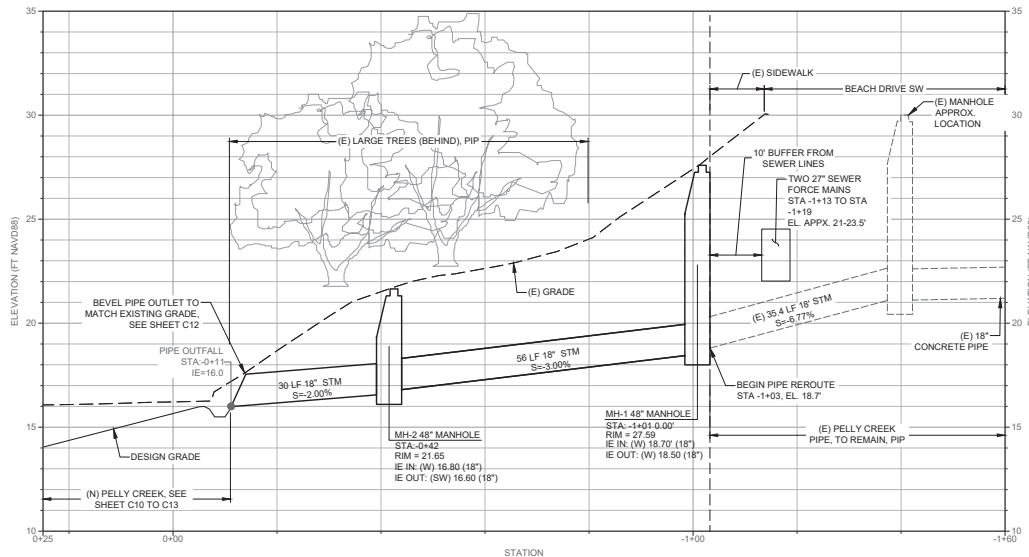 35
35
(E) SIDEWALK
BEACH DRIVE SW
(E) MANHOLE
APPROX.
LOCATION
30
30
(E) LARGE TREES (BEHIND), PIP
10' BUFFER FROM
SEWER LINES
TWO 27" SEWER
FORCE MAINS
STA -1+13 TO STA
-1+19
EL. APPX. 21-23.5'
25
25
ELEVATION (FT NAVD88)
(E) GRADE
BEVEL PIPE OUTLET TO
MATCH EXISTING GRADE,
SEE SHEET C12
(E) 35.4 LF 18' STM
S=-6.77%
20
20
(E) 18"
CONCRETE PIPE
PIPE OUTFALL
STA:-0+11
IE=16.0
56 LF 18" STM
S=-3.00%
30 LF 18" STM
S=-2.00%
BEGIN PIPE REROUTE
STA -1+03, EL. 18.7'
MH-2 48" MANHOLE
STA:-0+42
RIM = 21.65
IE IN: (W) 16.80 (18")
IE OUT: (SW) 16.60 (18")
MH-1 48" MANHOLE
STA: -1+01 0.00'
RIM = 27.59
IE IN: (W) 18.70' (18")
IE OUT: (W) 18.50 (18")
(E) PELLY CREEK
PIPE, TO REMAIN, PIP
DESIGN GRADE
15
15
(N) PELLY CREEK, SEE
SHEET C10 TO C13
10
10
0+25
0+00
-1+00
-1+60
STATION